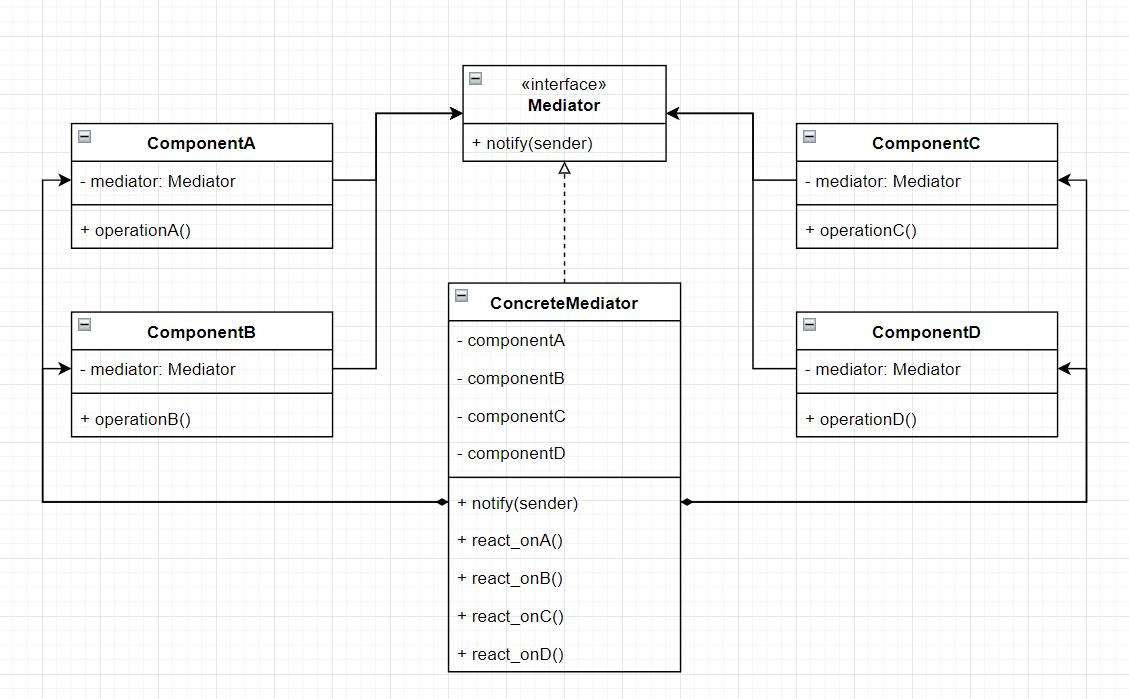 «interface»
Mediator
+ notify(sender)
ComponentA
- mediator: Mediator
+ operationA()
ComponentB
- mediator: Mediator
+ operationB()
ConcreteMediator
- componentA
- componentB
- componentC
- componentD
+ notify(sender)
+ react_onA()
+ react_onB()
+ react_onC()
+ react_onD()
ComponentC
- mediator: Mediator
+ operationC()
ComponentD
- mediator: Mediator
+ operationD()